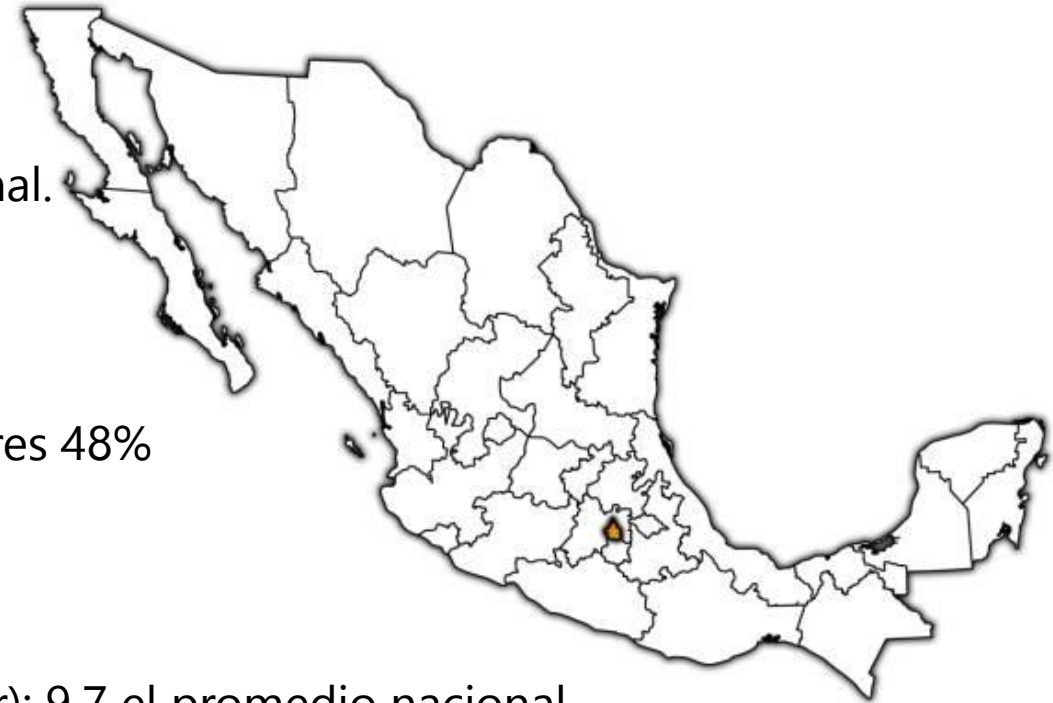 nal.
res 48%
r): 9.7 el promedio nacional